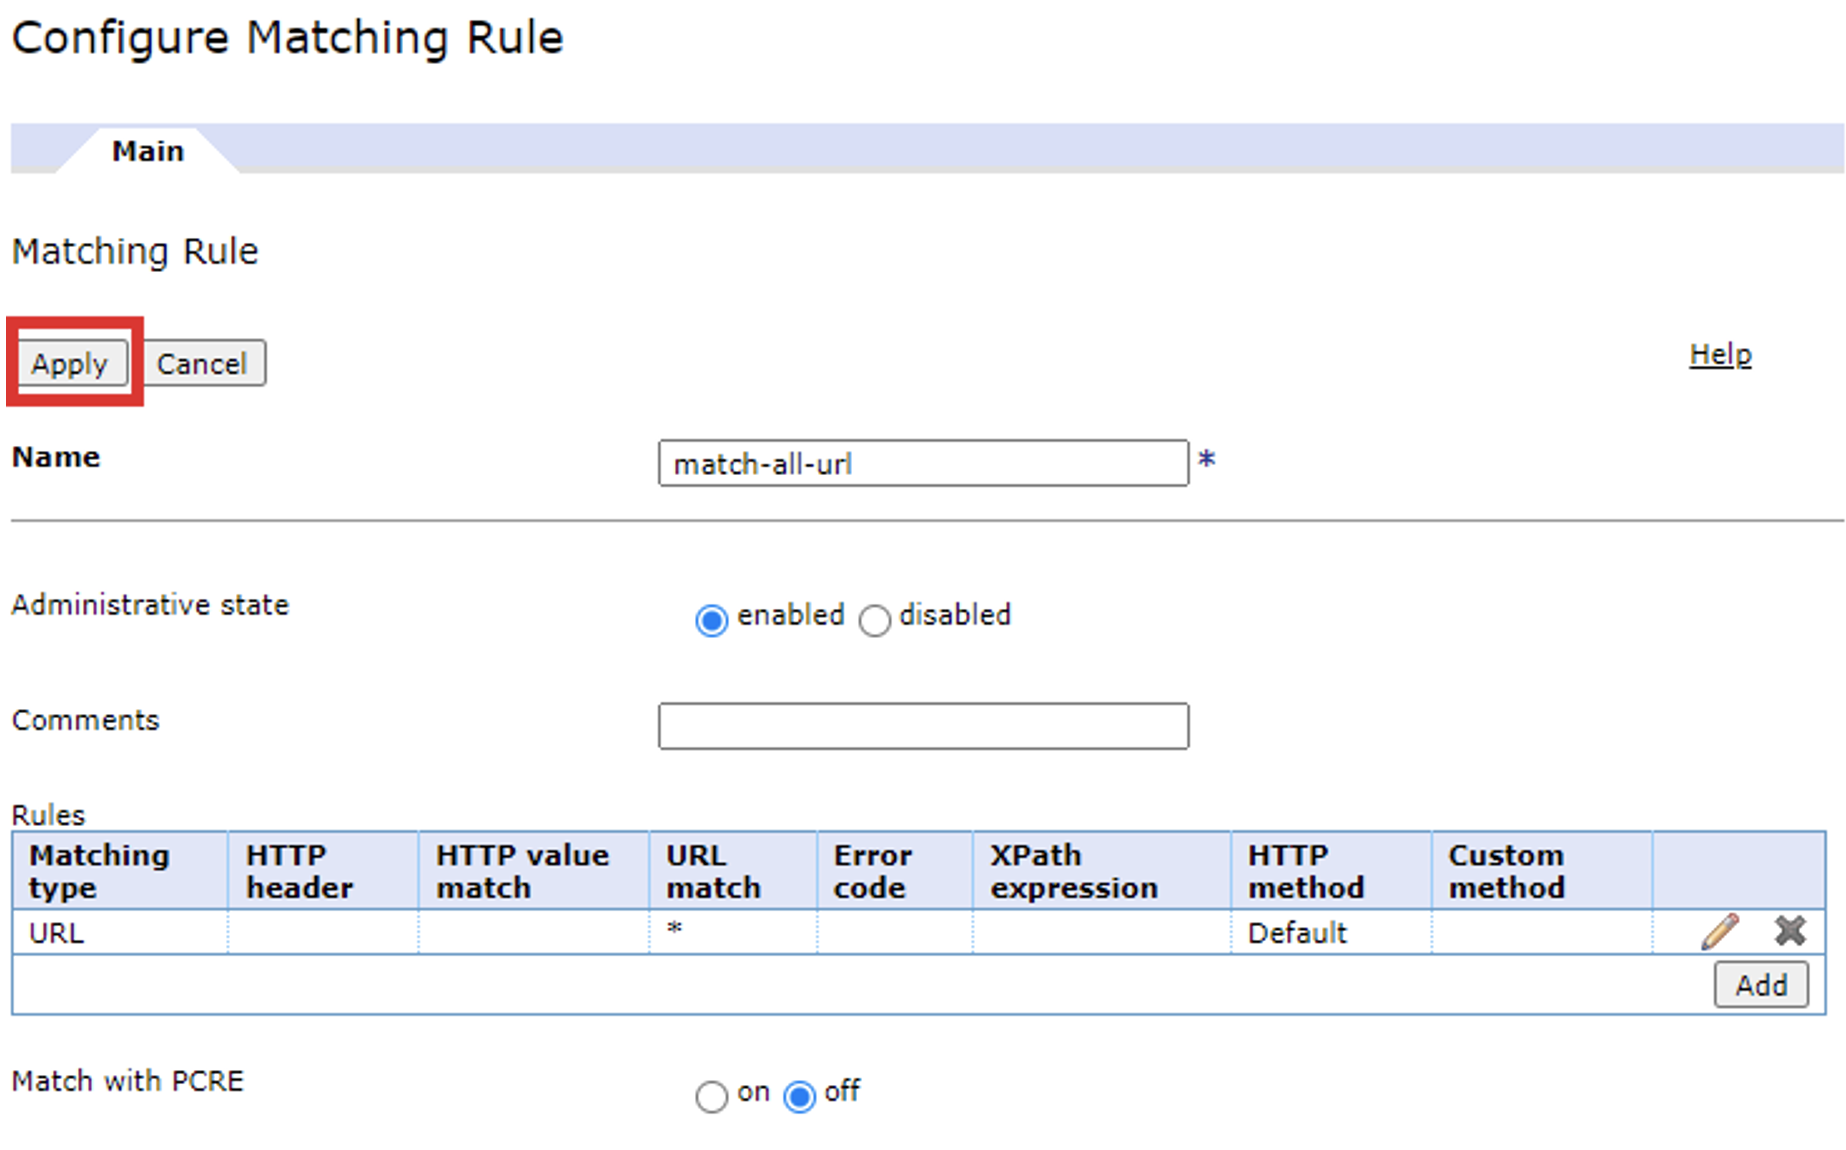 Configure Matching Rule
Main
Matching Rule
Apply Cancel Help
Name match-all-url *
Administrative state enabled disabled
Comments
Rules
Matching type HTTP header HTTP value match URL match Error code XPath expression HTTP method Custom method
URL * Default
Add
Match with PCRE on off